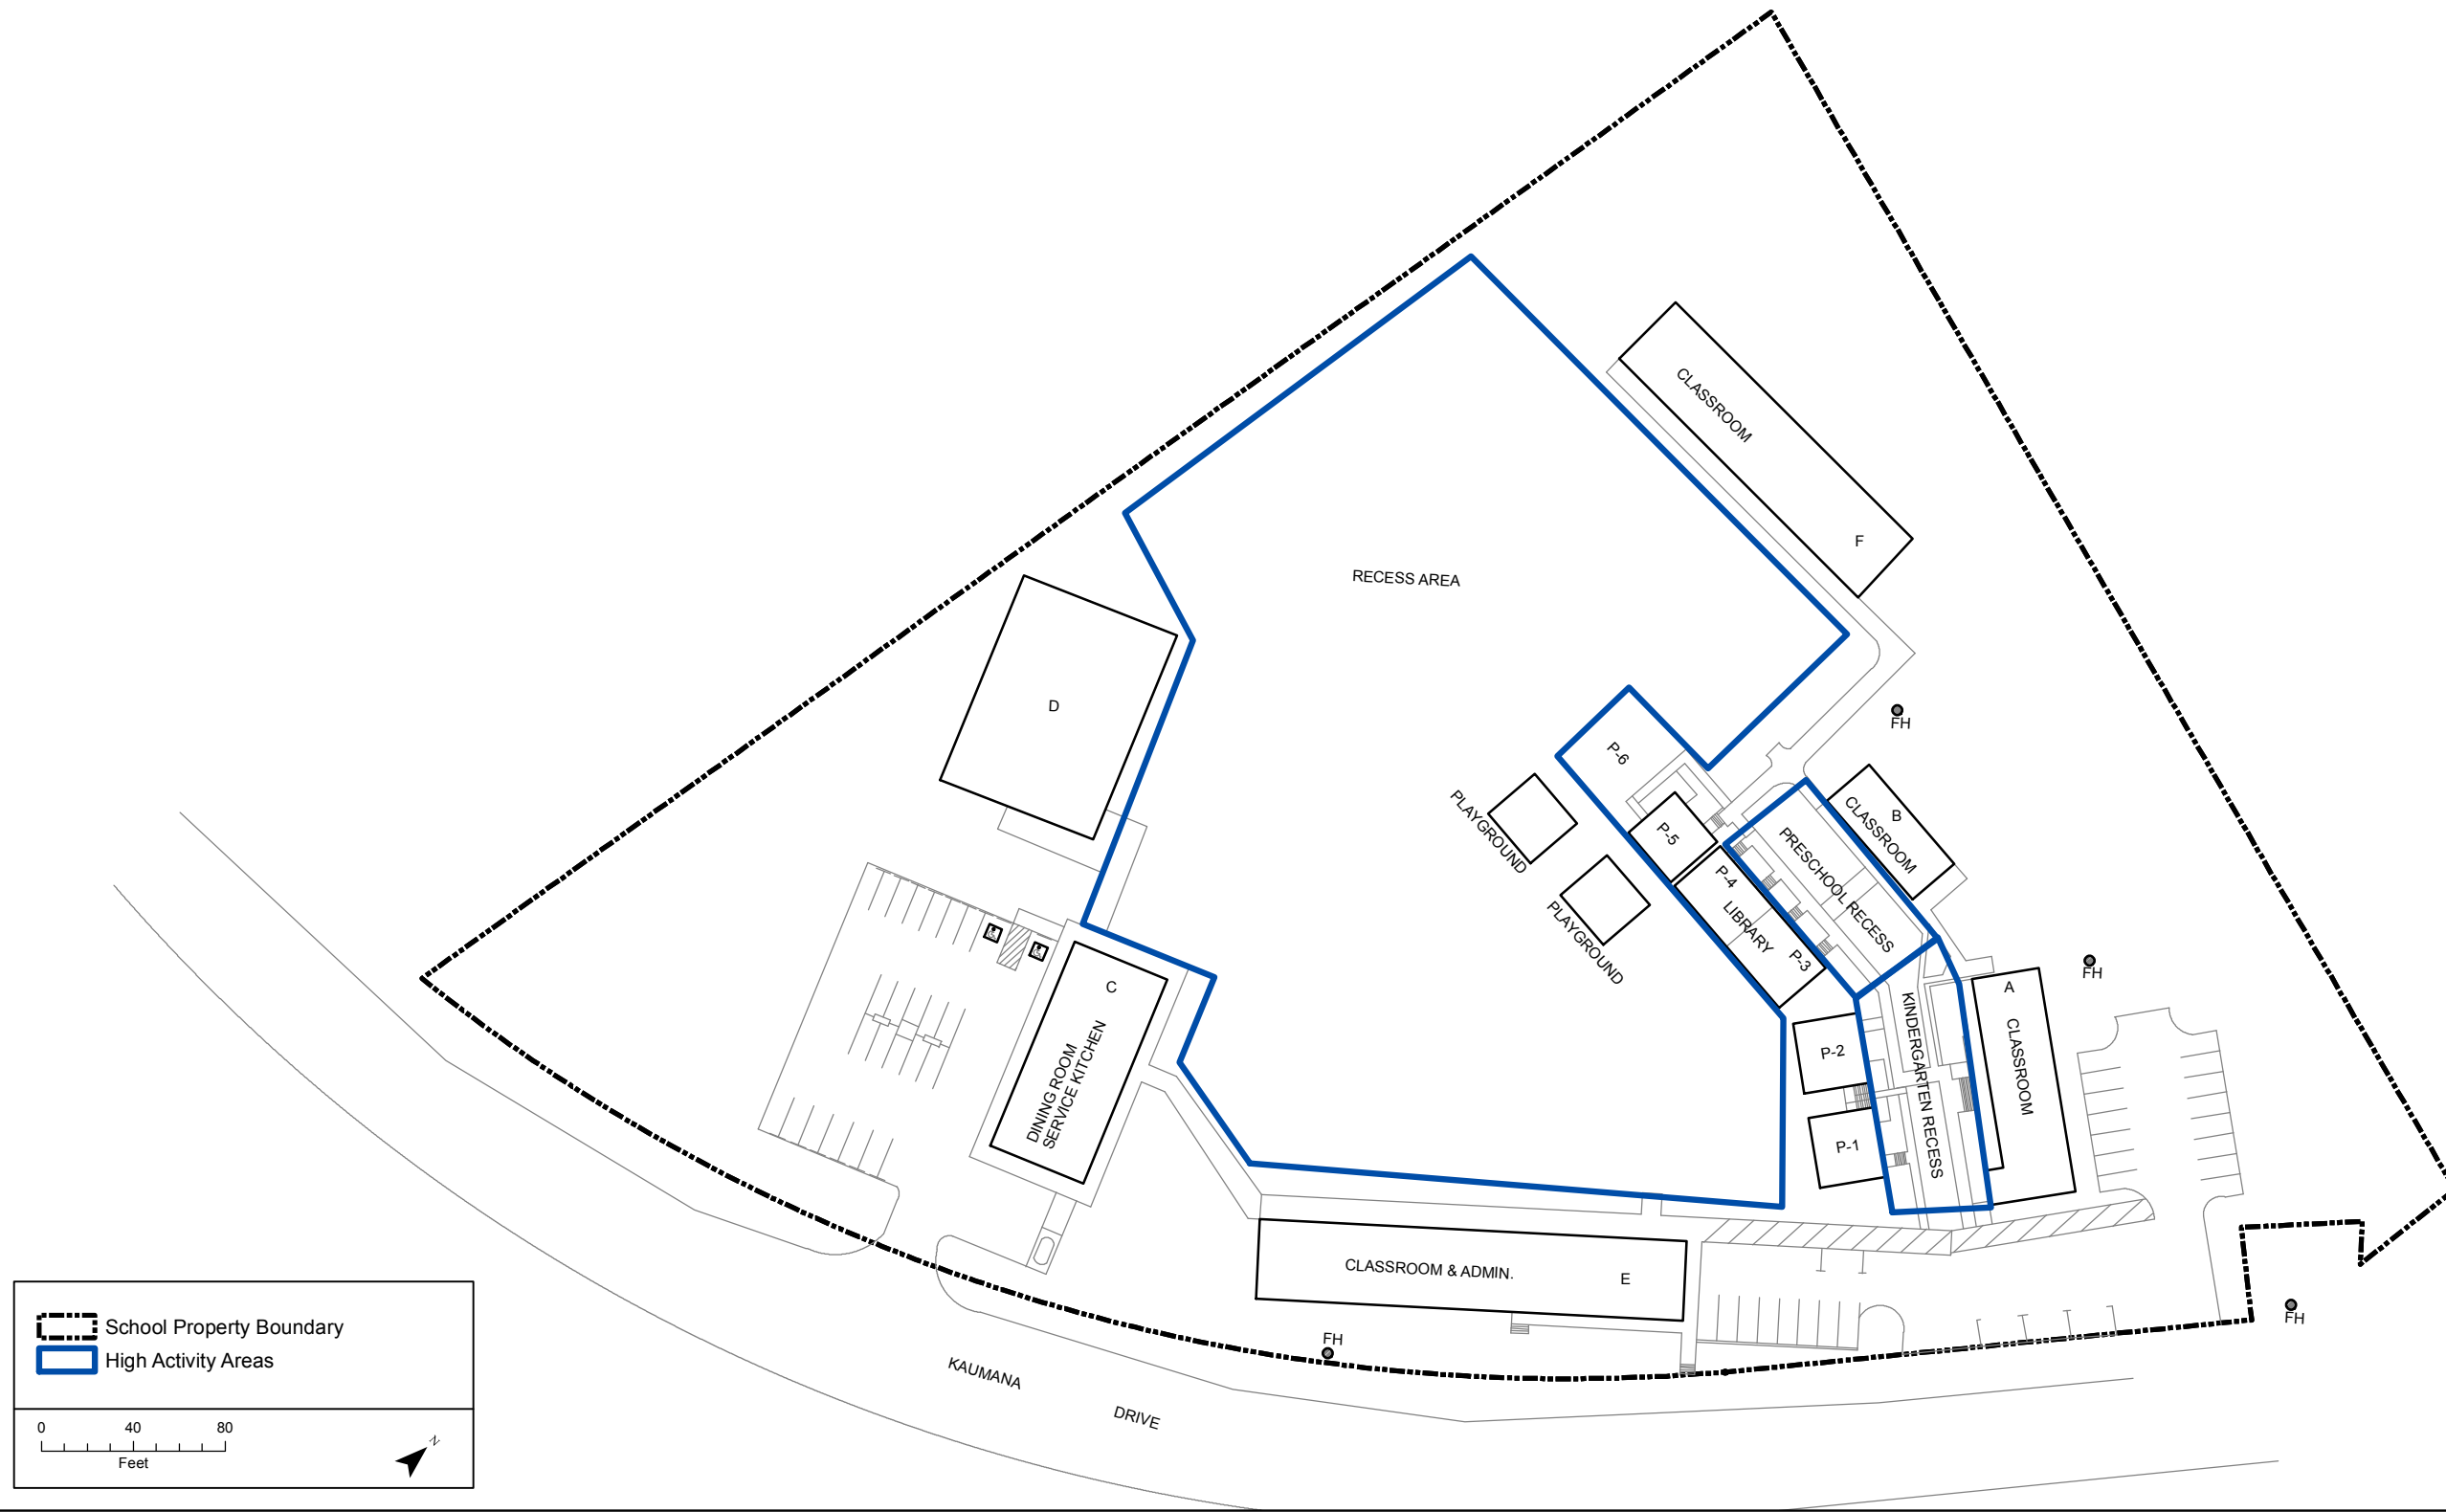 CLASSROOM
F
RECESS AREA
D
FH
P-6
PLAYGROUND
P-5
B
CLASSROOM
PRESCHOOL RECESS
P-4
LIBRARY
P-3
PLAYGROUND
FH
C
DINING ROOM
SERVICE KITCHEN
A
CLASSROOM
KINDERGARTEN RECESS
P-2
P-1
CLASSROOM & ADMIN.
E
FH
FH
KAUMANA
DRIVE
School Property Boundary
High Activity Areas
0 40 80
Feet
N